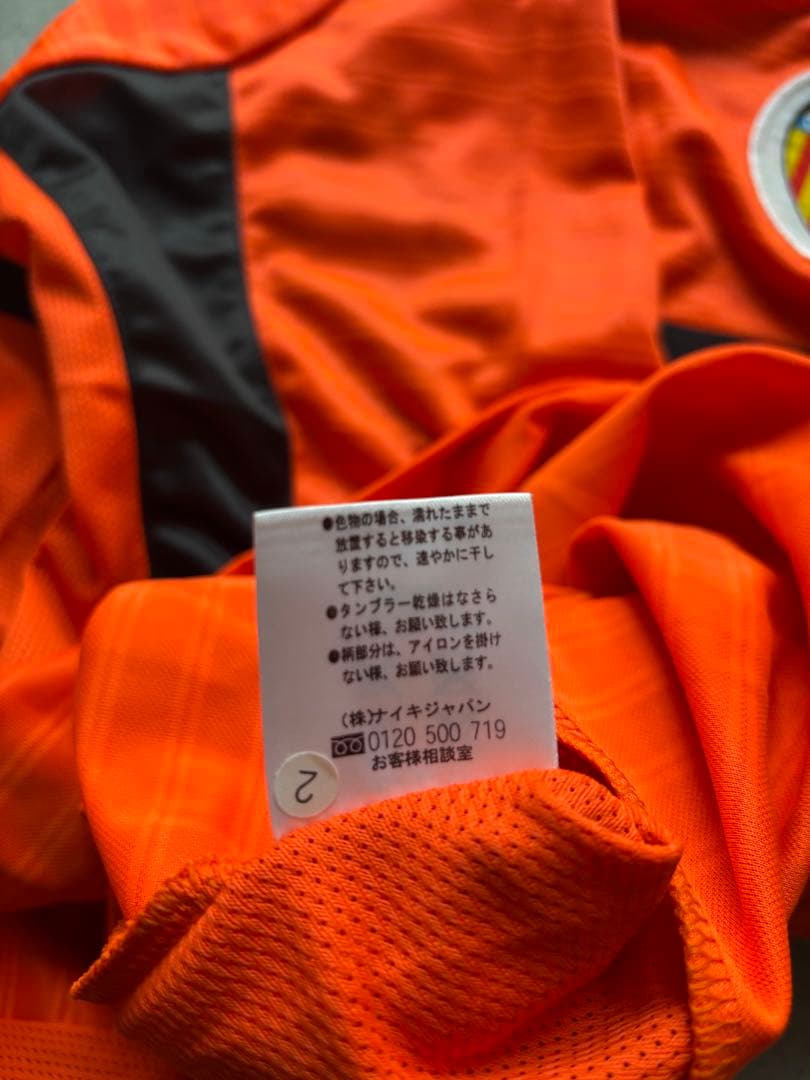 ●色物の場合、濡れたままで
放置すると移染する事があ
りますので、速やかに干し
て下さい。
●タンブラー乾燥はなさら
ない様、お願い致します。
●柄部分は、アイロンを掛け
ない様、お願い致します。
(株)ナイキジャパン
0120 500 719
お客様相談室
2